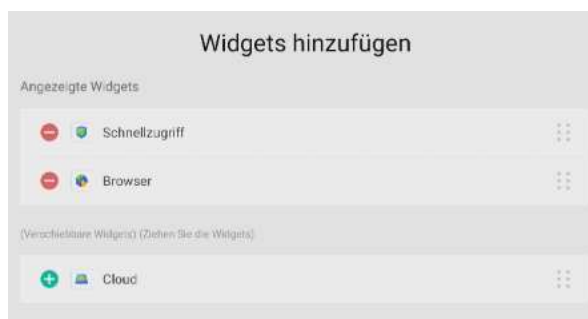 Widgets hinzufügen
Angezeigte Widgets
Schnellzugriff
Browser
(Verschiebbare Widgets) (Ziehen Sie die Widgets)
Cloud